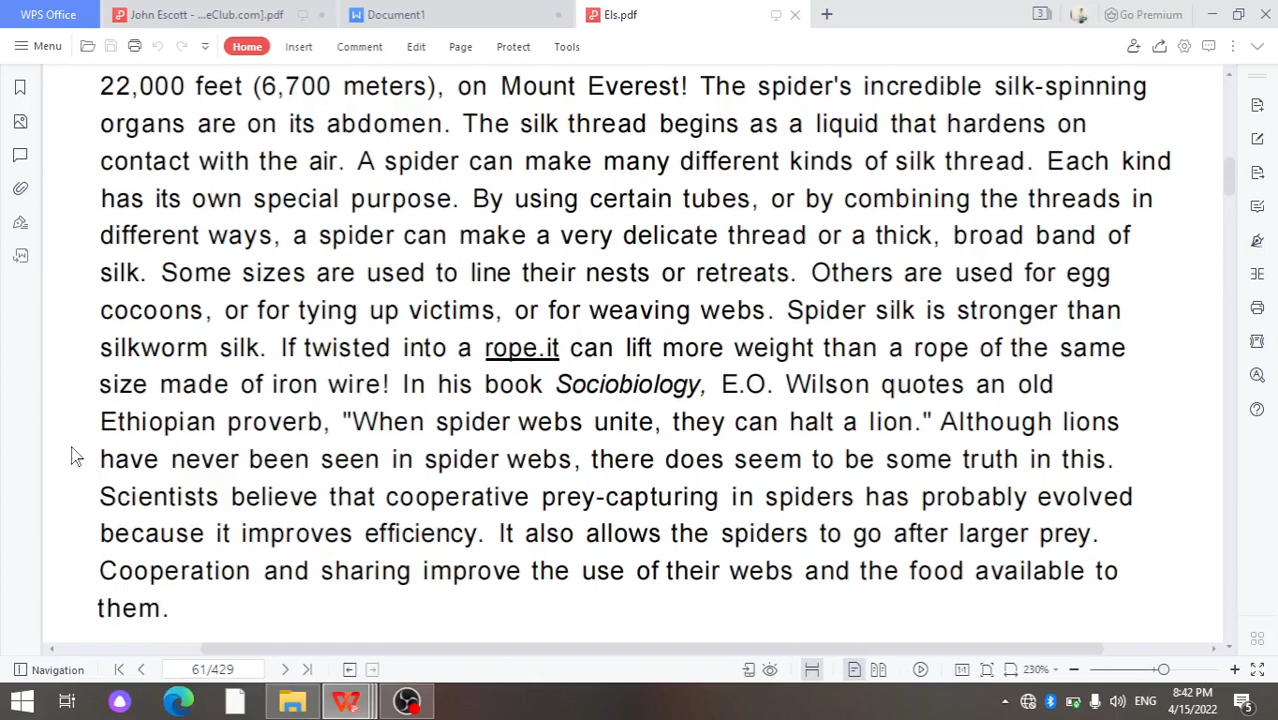 WPS Office
John Escott - ...eClub.com].pdf
Document1
Els.pdf
3
Go Premium
Menu
Home
Insert
Comment
Edit
Page
Protect
Tools
22,000 feet (6,700 meters), on Mount Everest! The spider's incredible silk-spinning
organs are on its abdomen. The silk thread begins as a liquid that hardens on
contact with the air. A spider can make many different kinds of silk thread. Each kind
has its own special purpose. By using certain tubes, or by combining the threads in
different ways, a spider can make a very delicate thread or a thick, broad band of
silk. Some sizes are used to line their nests or retreats. Others are used for egg
cocoons, or for tying up victims, or for weaving webs. Spider silk is stronger than
silkworm silk. If twisted into a rope.it can lift more weight than a rope of the same
size made of iron wire! In his book Sociobiology, E.O. Wilson quotes an old
Ethiopian proverb, "When spider webs unite, they can halt a lion." Although lions
have never been seen in spider webs, there does seem to be some truth in this.
Scientists believe that cooperative prey-capturing in spiders has probably evolved
because it improves efficiency. It also allows the spiders to go after larger prey.
Cooperation and sharing improve the use of their webs and the food available to
them.
Navigation
61/429
230%
ENG
8:42 PM
4/15/2022
5